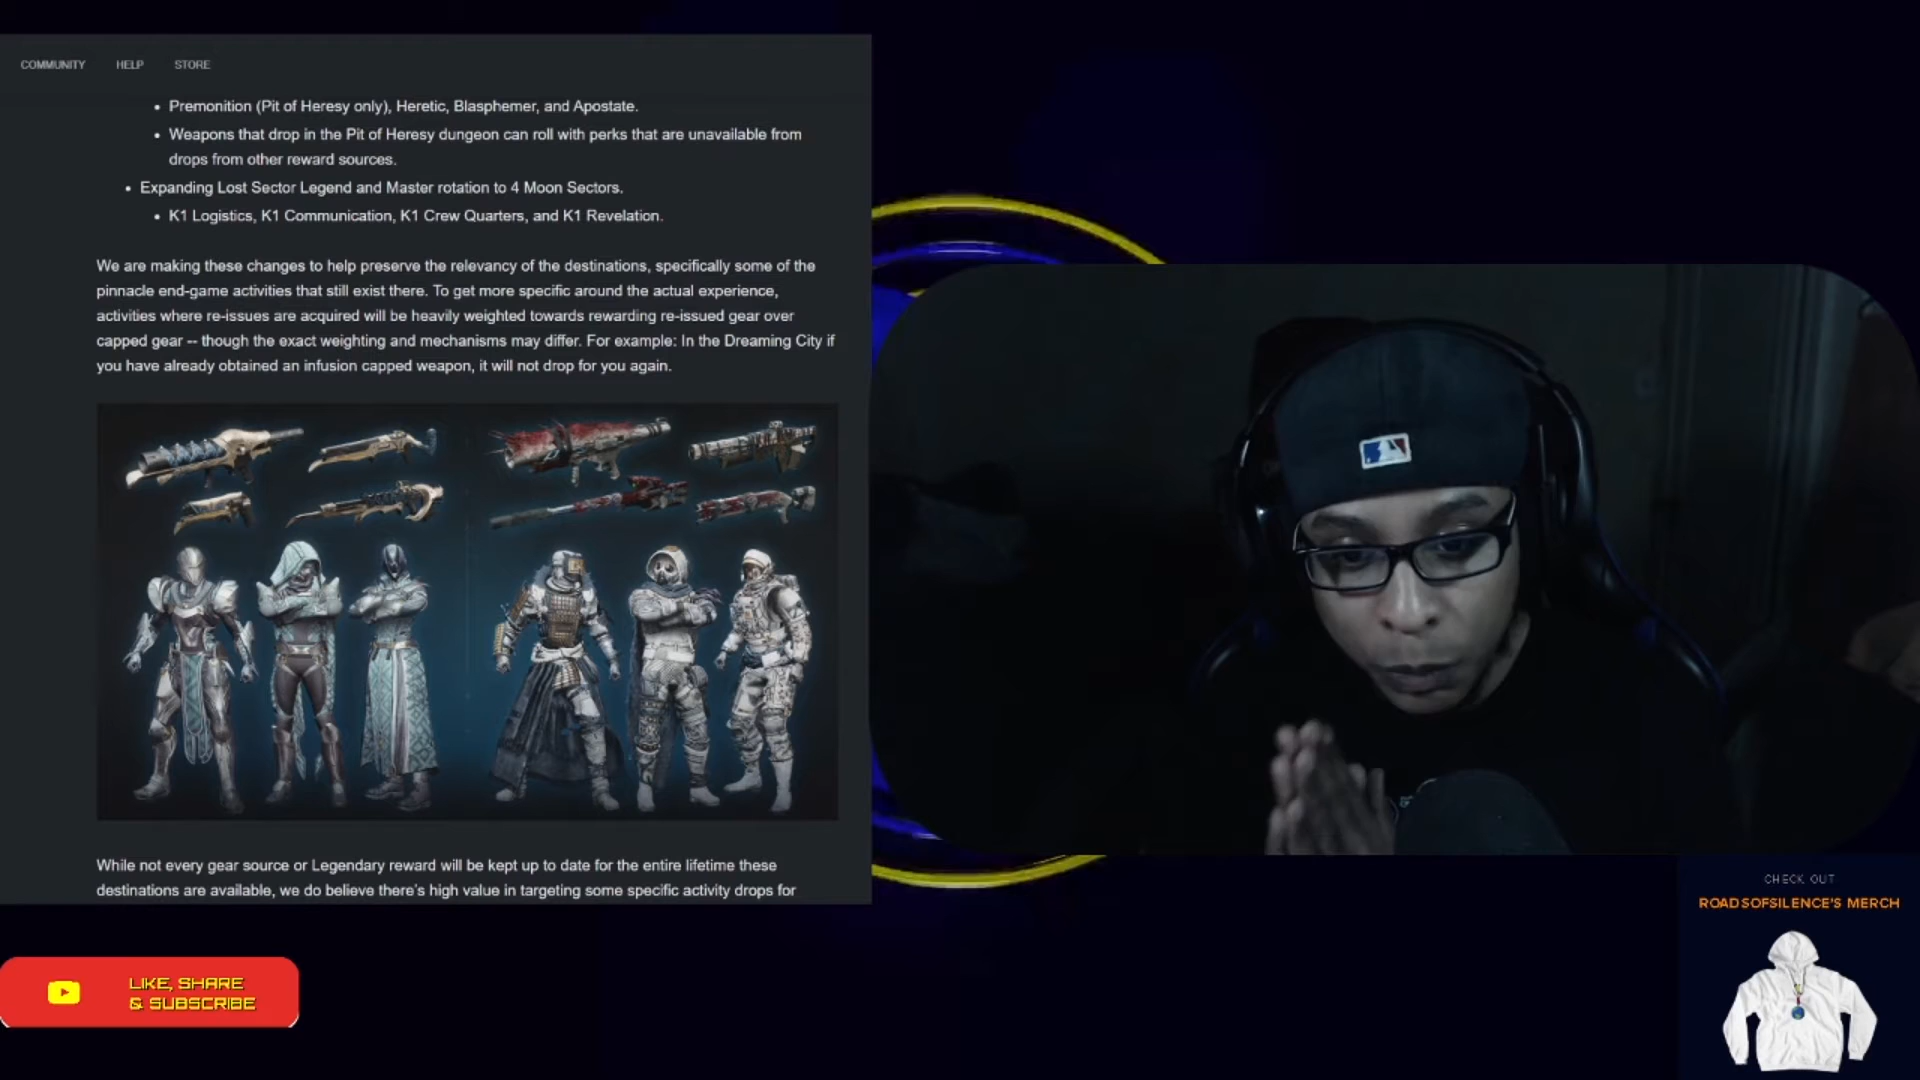 COMMUNITY HELP STORE
• Premonition (Pit of Heresy only), Heretic, Blasphemer, and Apostate.
• Weapons that drop in the Pit of Heresy dungeon can roll with perks that are unavailable from
drops from other reward sources.
• Expanding Lost Sector Legend and Master rotation to 4 Moon Sectors.
• K1 Logistics, K1 Communication, K1 Crew Quarters, and K1 Revelation.
We are making these changes to help preserve the relevancy of the destinations, specifically some of the
pinnacle end-game activities that still exist there. To get more specific around the actual experience,
activities where re-issues are acquired will be heavily weighted towards rewarding re-issued gear over
capped gear -- though the exact weighting and mechanisms may differ. For example: In the Dreaming City if
you have already obtained an infusion capped weapon, it will not drop for you again.
While not every gear source or Legendary reward will be kept up to date for the entire lifetime these
destinations are available, we do believe there's high value in targeting some specific activity drops for
LIKE, SHARE
& SUBSCRIBE
CHECK OUT
ROADSOFSILENCE'S MERCH